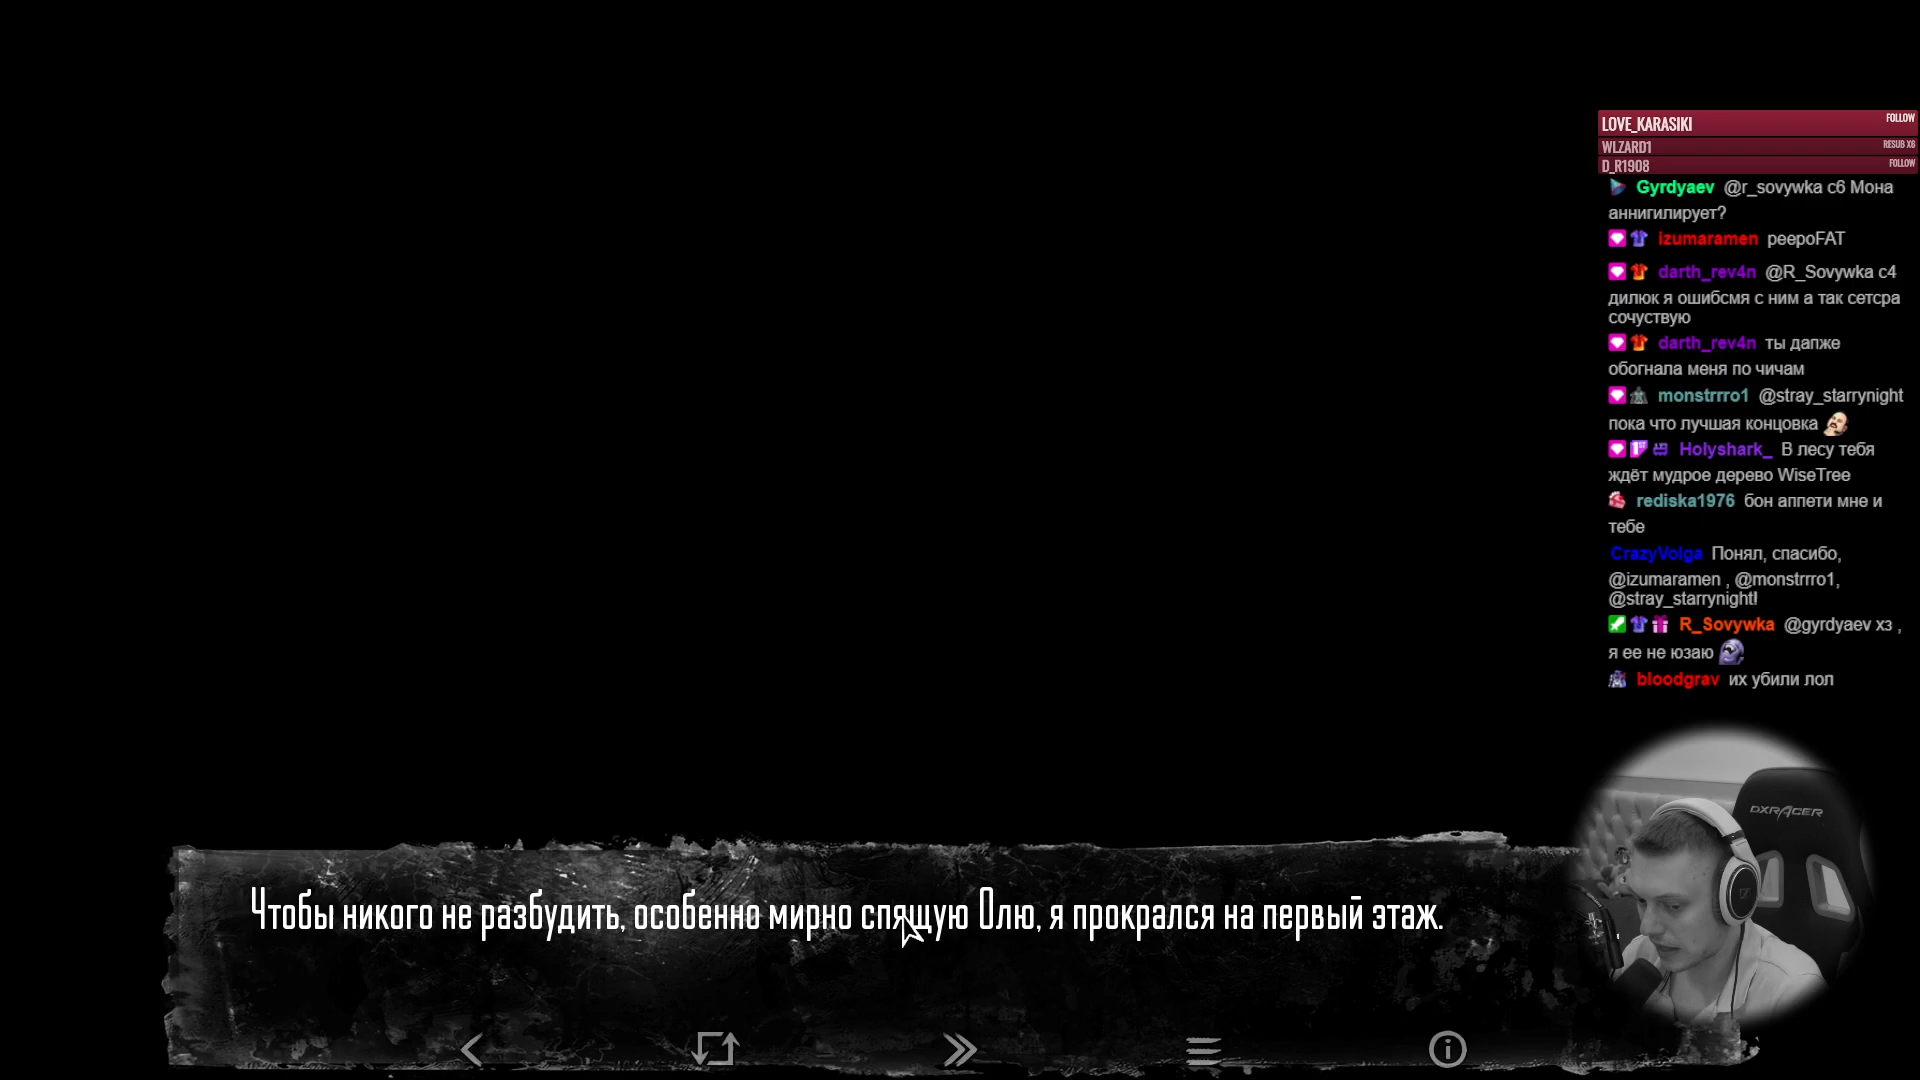 LOVE_KARASIKI FOLLOW
WLZARD1 RESUB X6
D_R1908 FOLLOW
Gyrdyaev @r_sovywka c6 Мона
аннигилирует?
izumaramen peepoFAT
darth_rev4n @R_Sovywka c4
дилюк я ошибсмя с ним а так сетсра
сочуствую
darth_rev4n ты дапже
обогнала меня по чичам
monstrrro1 @stray_starrynight
пока что лучшая концовка
Holyshark_ В лесу тебя
ждёт мудрое дерево WiseTree
rediska1976 бон аппети мне и
тебе
CrazyVolga Понял, спасибо,
@izumaramen , @monstrrro1,
@stray_starrynight!
R_Sovywka @gyrdyaev хз ,
я ее не юзаю
bloodgrav их убили лол
DXRACER
Чтобы никого не разбудить, особенно мирно спящую Олю, я прокрался на первый этаж.